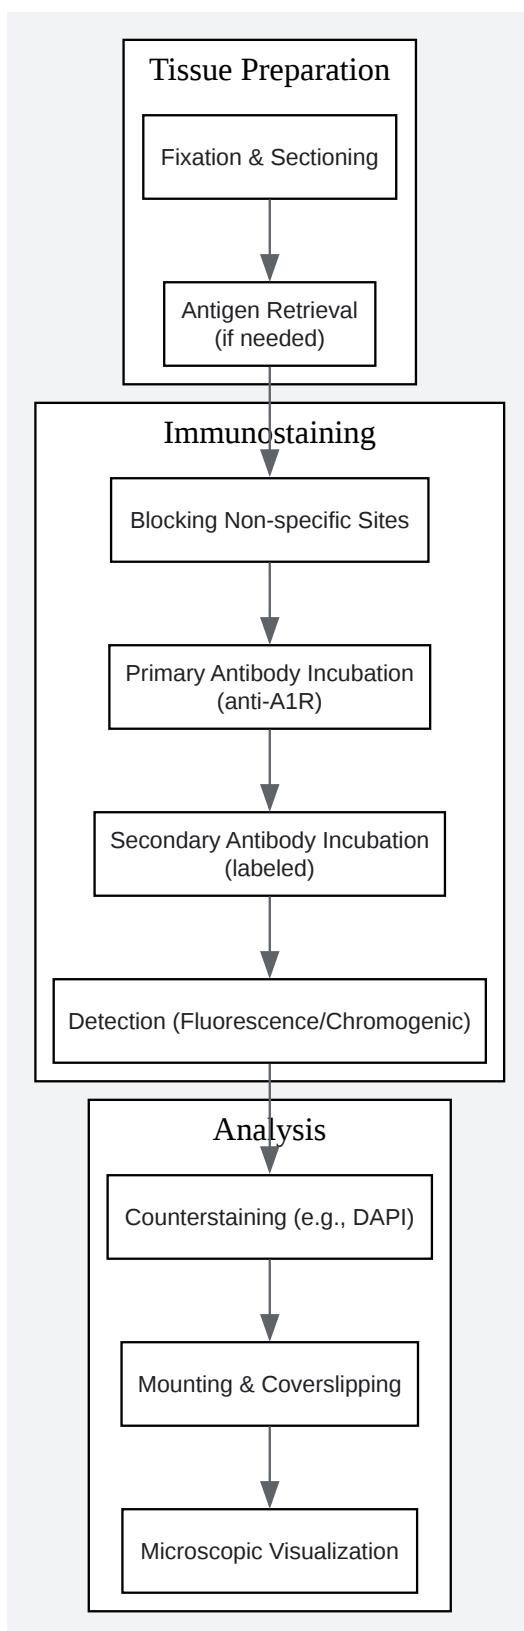 Tissue Preparation
Fixation & Sectioning
Antigen Retrieval
(if needed)
Immunostaining
Blocking Non-specific Sites
Primary Antibody Incubation
(anti-A1R)
Secondary Antibody Incubation
(labeled)
Detection (Fluorescence/Chromogenic)
Analysis
Counterstaining (e.g., DAPI)
Mounting & Coverslipping
Microscopic Visualization